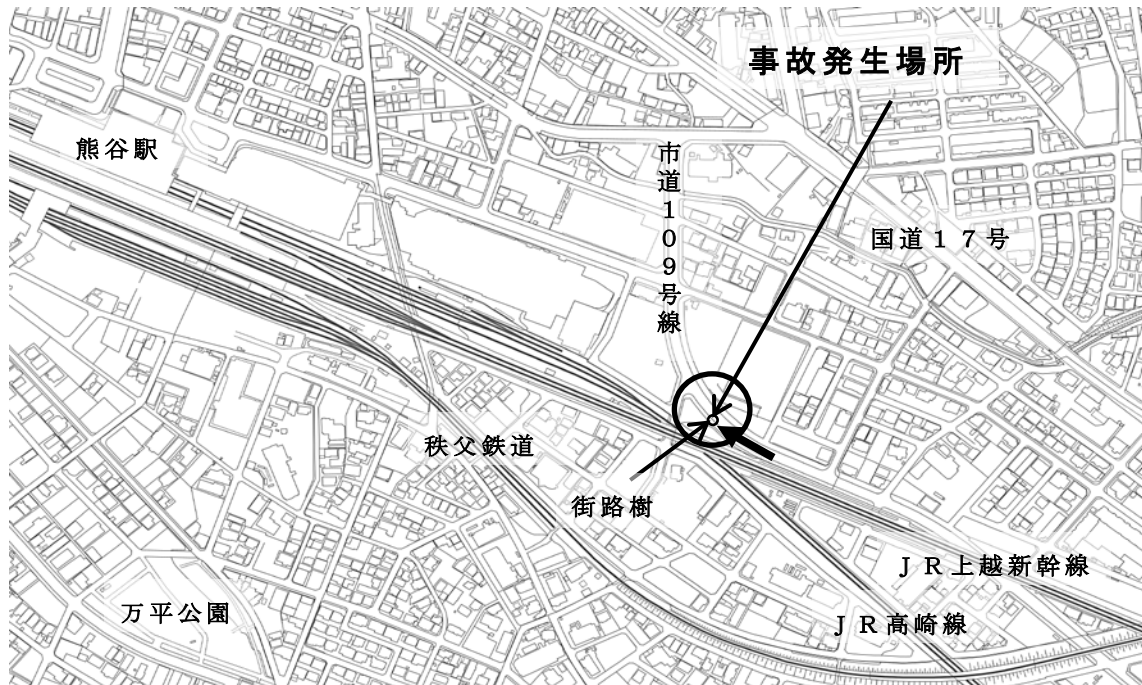 事故発生場所
熊谷駅
市道１０９号線
国道１７号
秩父鉄道
街路樹
ＪＲ上越新幹線
万平公園
ＪＲ高崎線